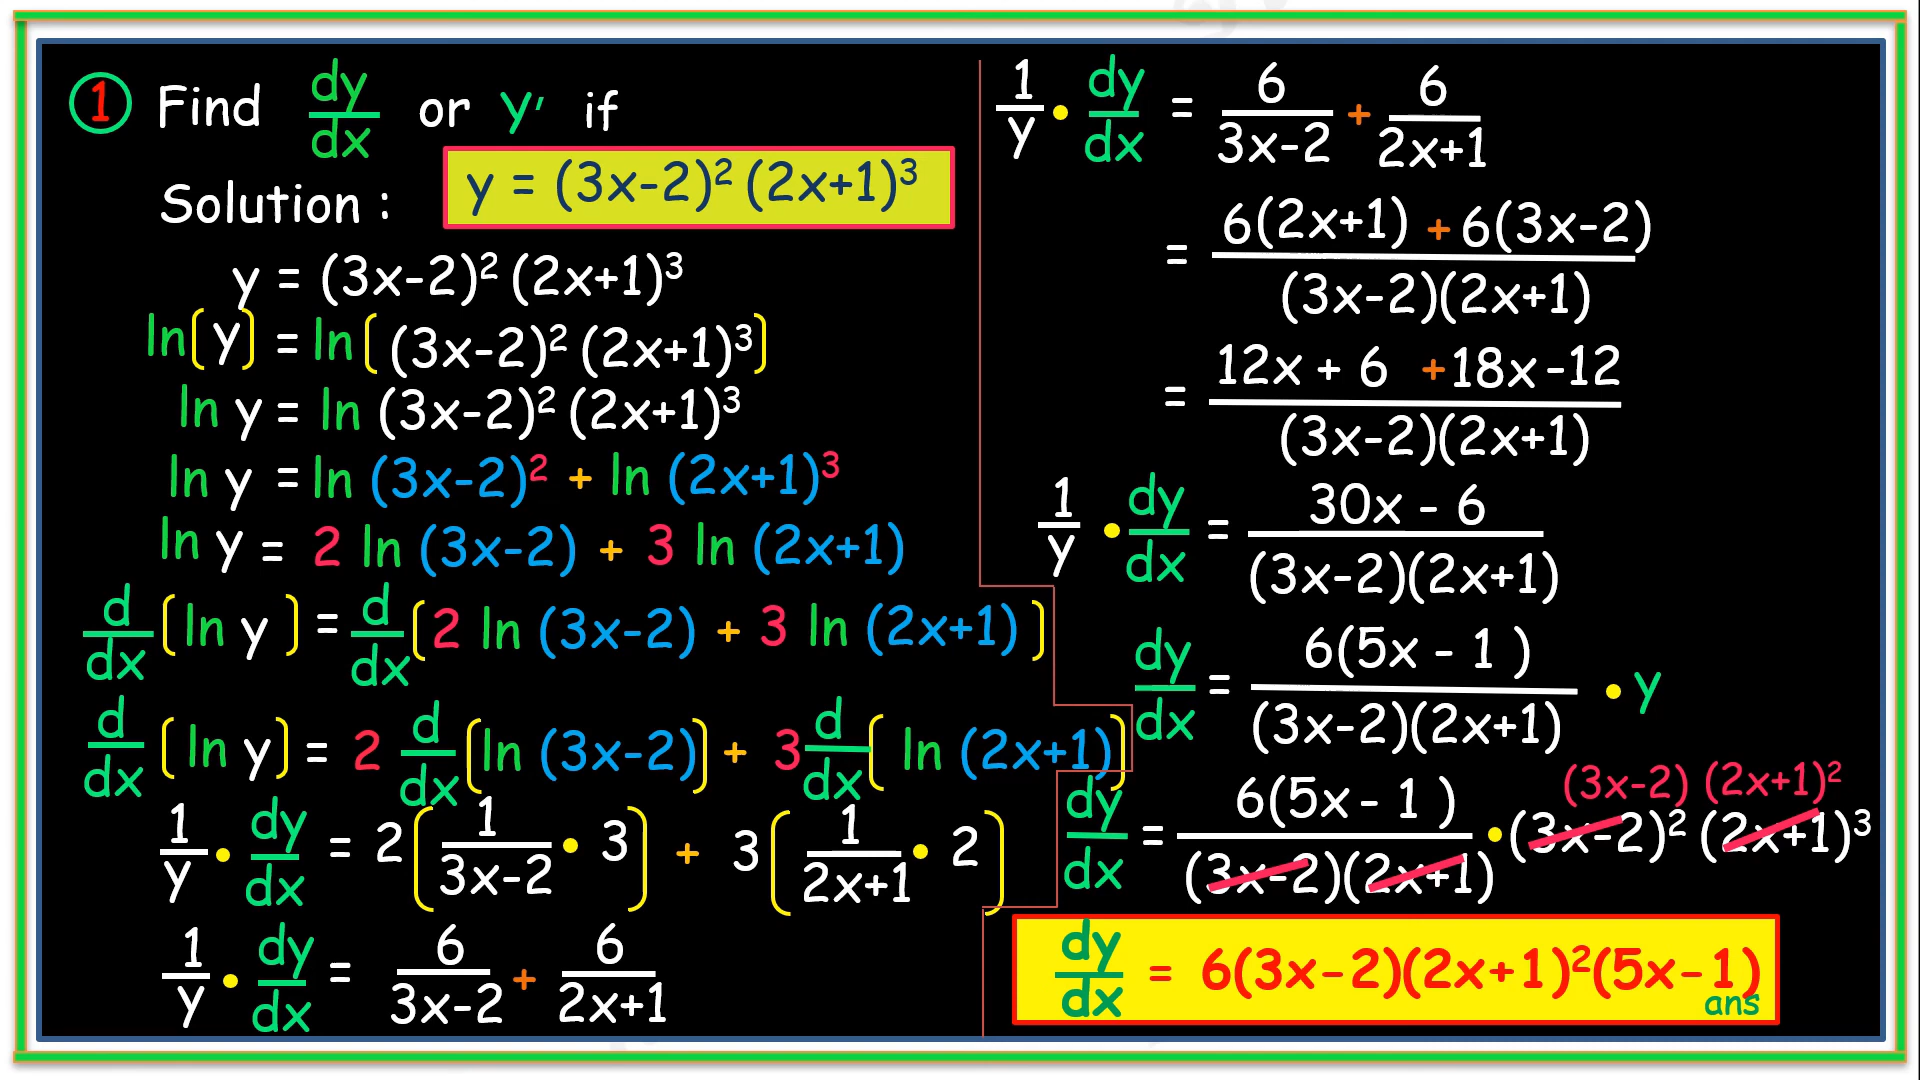 1 Find dy/dx or y' if
y = (3x-2)² (2x+1)³
Solution :
y = (3x-2)² (2x+1)³
ln(y) = ln( (3x-2)² (2x+1)³)
ln y = ln (3x-2)² (2x+1)³
ln y = ln (3x-2)² + ln (2x+1)³
ln y = 2 ln (3x-2) + 3 ln (2x+1)
d/dx (ln y) = d/dx (2 ln (3x-2) + 3 ln (2x+1))
d/dx (ln y) = 2 d/dx (ln (3x-2)) + 3 d/dx ( ln (2x+1))
1/y • dy/dx = 2(1/3x-2 • 3) + 3(1/2x+1 • 2)
1/y • dy/dx = 6/3x-2 + 6/2x+1
1/y • dy/dx = 6/3x-2 + 6/2x+1
= 6(2x+1) + 6(3x-2) / (3x-2)(2x+1)
= 12x + 6 +18x -12 / (3x-2)(2x+1)
1/y • dy/dx = 30x - 6 / (3x-2)(2x+1)
dy/dx = 6(5x - 1 ) / (3x-2)(2x+1) • y
(3x-2) (2x+1)²
dy/dx = 6(5x - 1 ) / (3x-2)(2x+1) • (3x-2)² (2x+1)³
dy/dx = 6(3x-2)(2x+1)²(5x-1)
ans